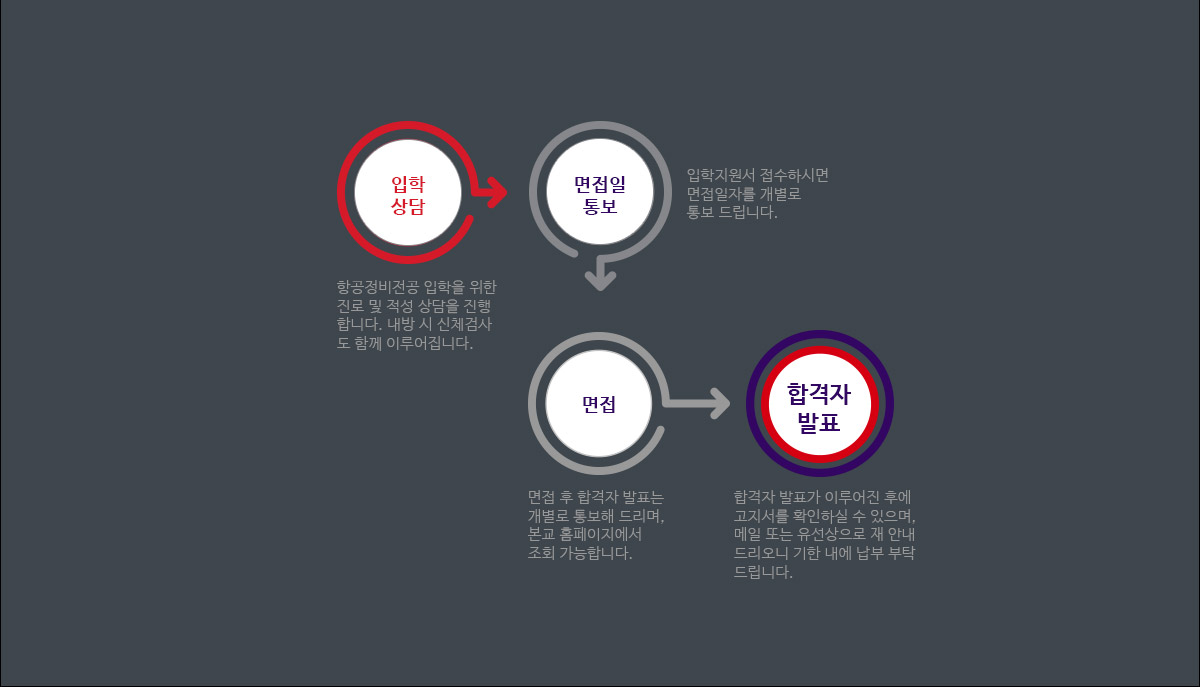 입학
상담
항공정비전공 입학을 위한
진로 및 적성 상담을 진행
합니다. 내방 시 신체검사
도 함께 이루어집니다.
면접일
통보
입학지원서 접수하시면
면접일자를 개별로
통보 드립니다.
면접
면접 후 합격자 발표는
개별로 통보해 드리며,
본교 홈페이지에서
조회 가능합니다.
합격자
발표
합격자 발표가 이루어진 후에
고지서를 확인하실 수 있으며,
메일 또는 유선상으로 재 안내
드리오니 기한 내에 납부 부탁
드립니다.